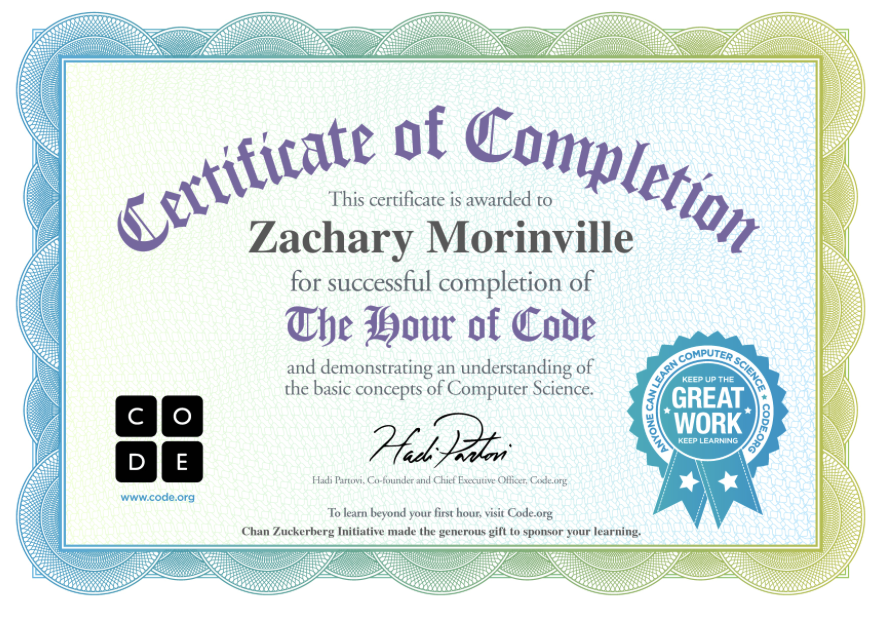 Certificate of Completion
This certificate is awarded to
Zachary Morinville
for successful completion of
The Hour of Code
and demonstrating an understanding of
the basic concepts of Computer Science.
C O
D E
www.code.org
Hadi Partovi
Hadi Partovi, Co-founder and Chief Executive Officer, Code.org
ANYONE CAN LEARN COMPUTER SCIENCE ★ CODE.ORG
KEEP UP THE
GREAT
WORK
KEEP LEARNING
To learn beyond your first hour, visit Code.org
Chan Zuckerberg Initiative made the generous gift to sponsor your learning.